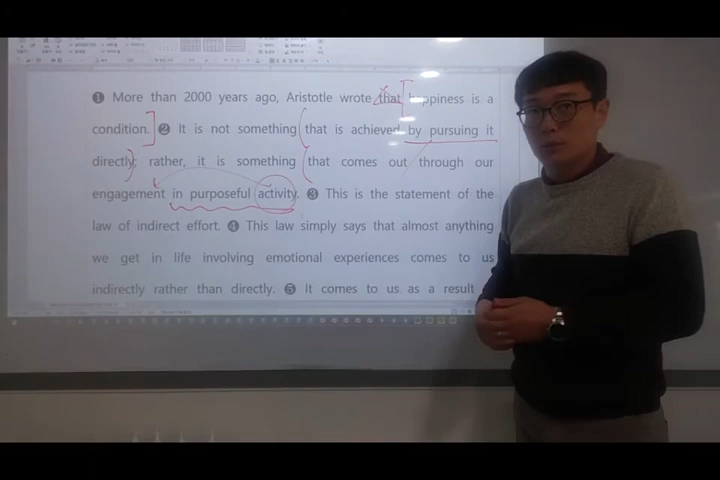 ❶ More than 2000 years ago, Aristotle wrote that happiness is a
condition. ❷ It is not something that is achieved by pursuing it
directly; rather, it is something that comes out through our
engagement in purposeful activity. ❸ This is the statement of the
law of indirect effort. ❹ This law simply says that almost anything
we get in life involving emotional experiences comes to us
indirectly rather than directly. ❺ It comes to us as a result